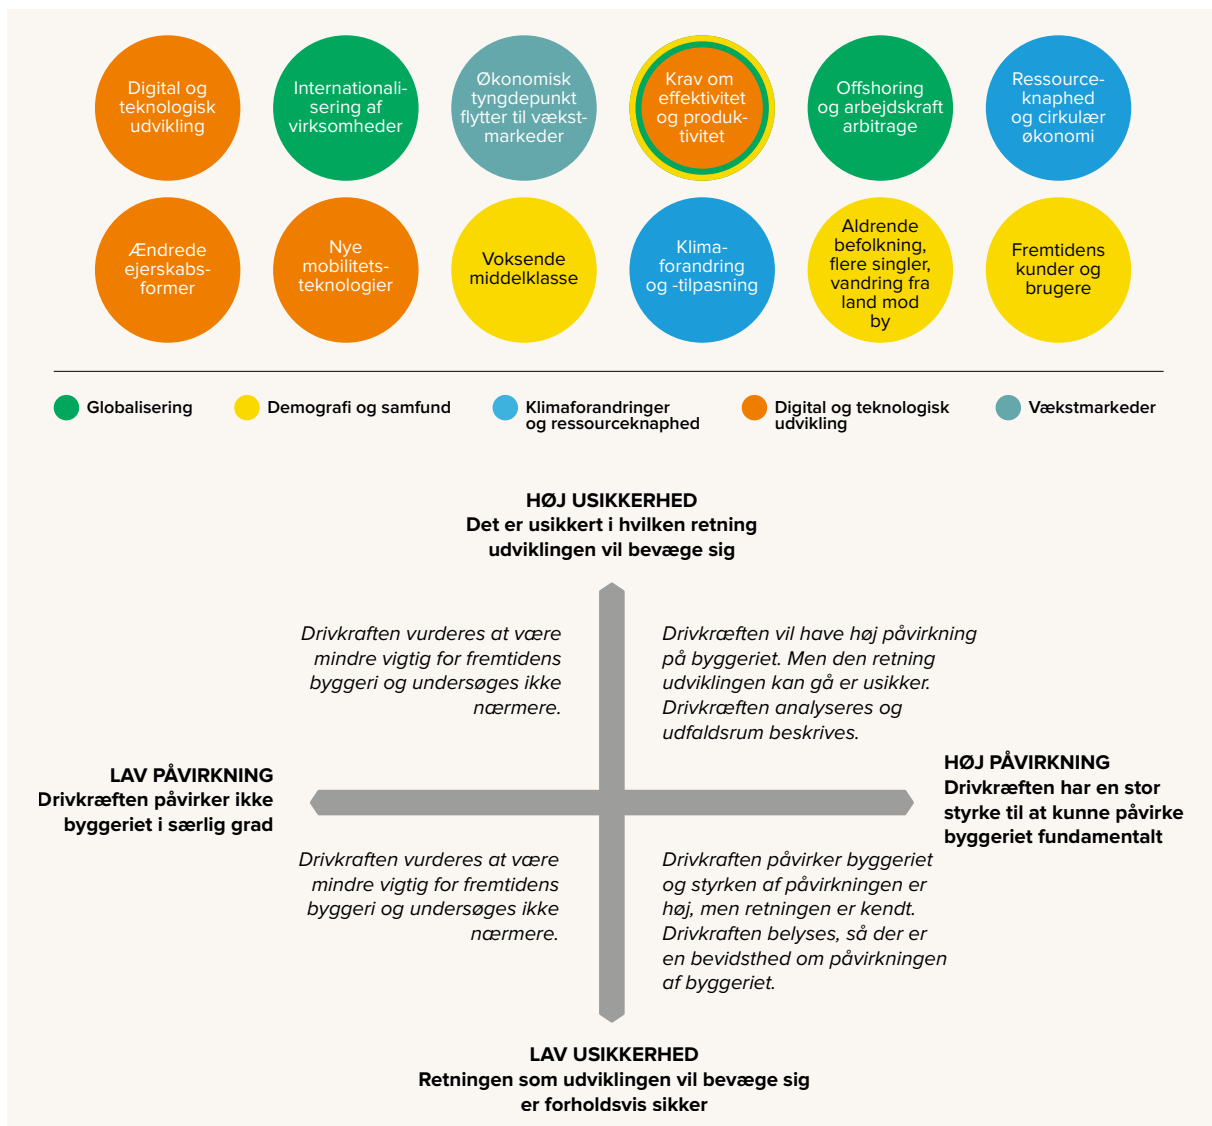 Digital og
teknologisk
udvikling
Internationali-
sering af
virksomheder
Økonomisk
tyngdepunkt
flytter til vækst-
markeder
Krav om
effektivitet
og produk-
tivitet
Offshoring
og arbejdskraft
arbitrage
Ressource-
knaphed
og cirkulær
økonomi
Ændrede
ejerskabs-
former
Nye
mobilitets-
teknologier
Voksende
middelklasse
Klima-
forandring
og -tilpasning
Aldrende
befolkning,
flere singler,
vandring fra
land mod
by
Fremtidens
kunder og
brugere
Globalisering
Demografi og samfund
Klimaforandringer
og ressourceknaphed
Digital og teknologisk
udvikling
Vækstmarkeder
HØJ USIKKERHED
Det er usikkert i hvilken retning
udviklingen vil bevæge sig
Drivkraften vurderes at være
mindre vigtig for fremtidens
byggeri og undersøges ikke
nærmere.
Drivkræften vil have høj påvirkning
på byggeriet. Men den retning
udviklingen kan gå er usikker.
Drivkræften analyseres og
udfaldsrum beskrives.
LAV PÅVIRKNING
Drivkræften påvirker ikke
byggeriet i særlig grad
HØJ PÅVIRKNING
Drivkræften har en stor
styrke til at kunne påvirke
byggeriet fundamentalt
Drivkraften vurderes at være
mindre vigtig for fremtidens
byggeri og undersøges ikke
nærmere.
Drivkraften påvirker byggeriet
og styrken af påvirkningen er
høj, men retningen er kendt.
Drivkraften belyses, så der er
en bevidsthed om påvirkningen
af byggeriet.
LAV USIKKERHED
Retningen som udviklingen vil bevæge sig
er forholdsvis sikker